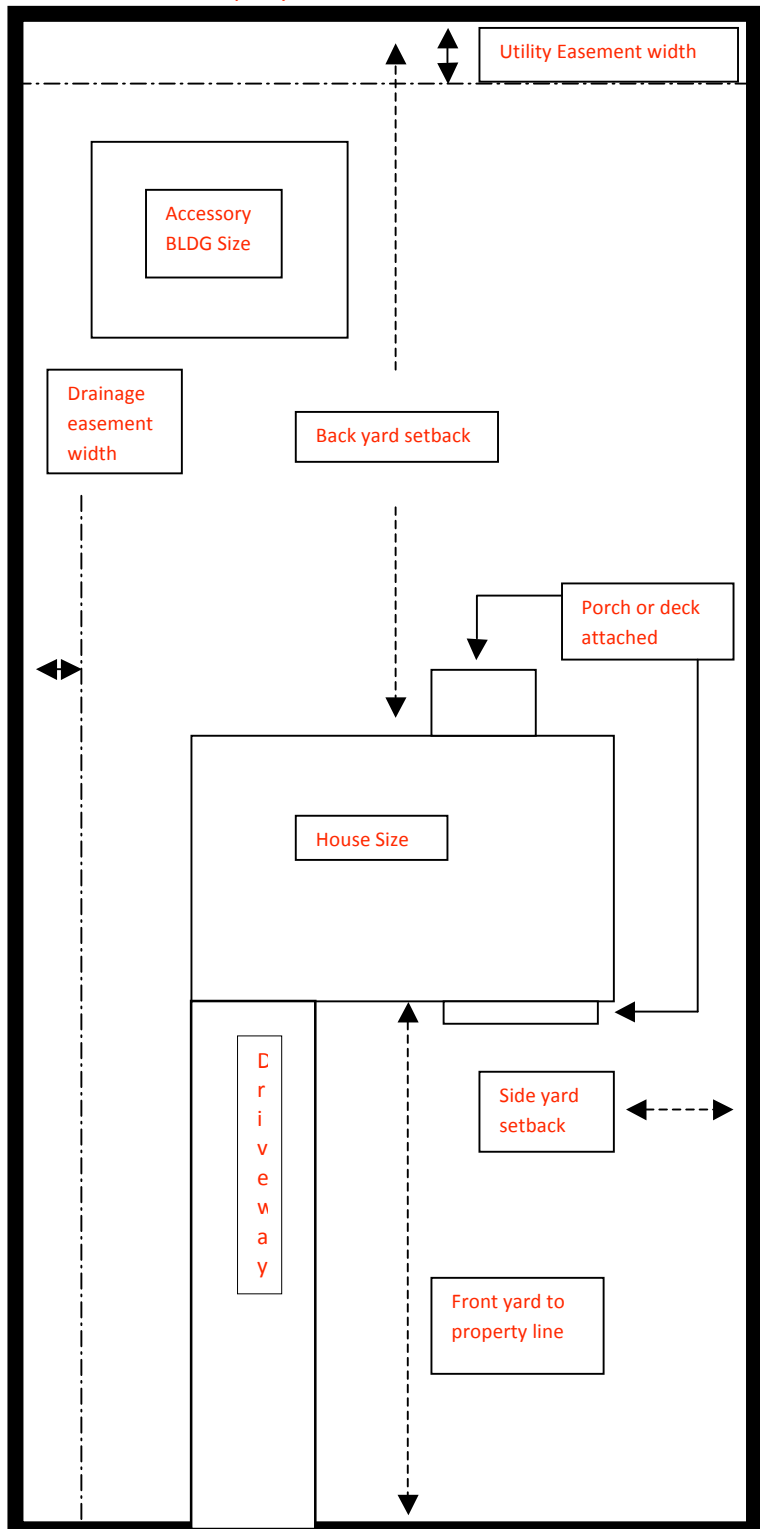 Utility Easement width
Accessory
BLDG Size
Drainage
easement
width
Back yard setback
Porch or deck
attached
House Size
D
r
i
v
e
w
a
y
Side yard
setback
Front yard to
property line